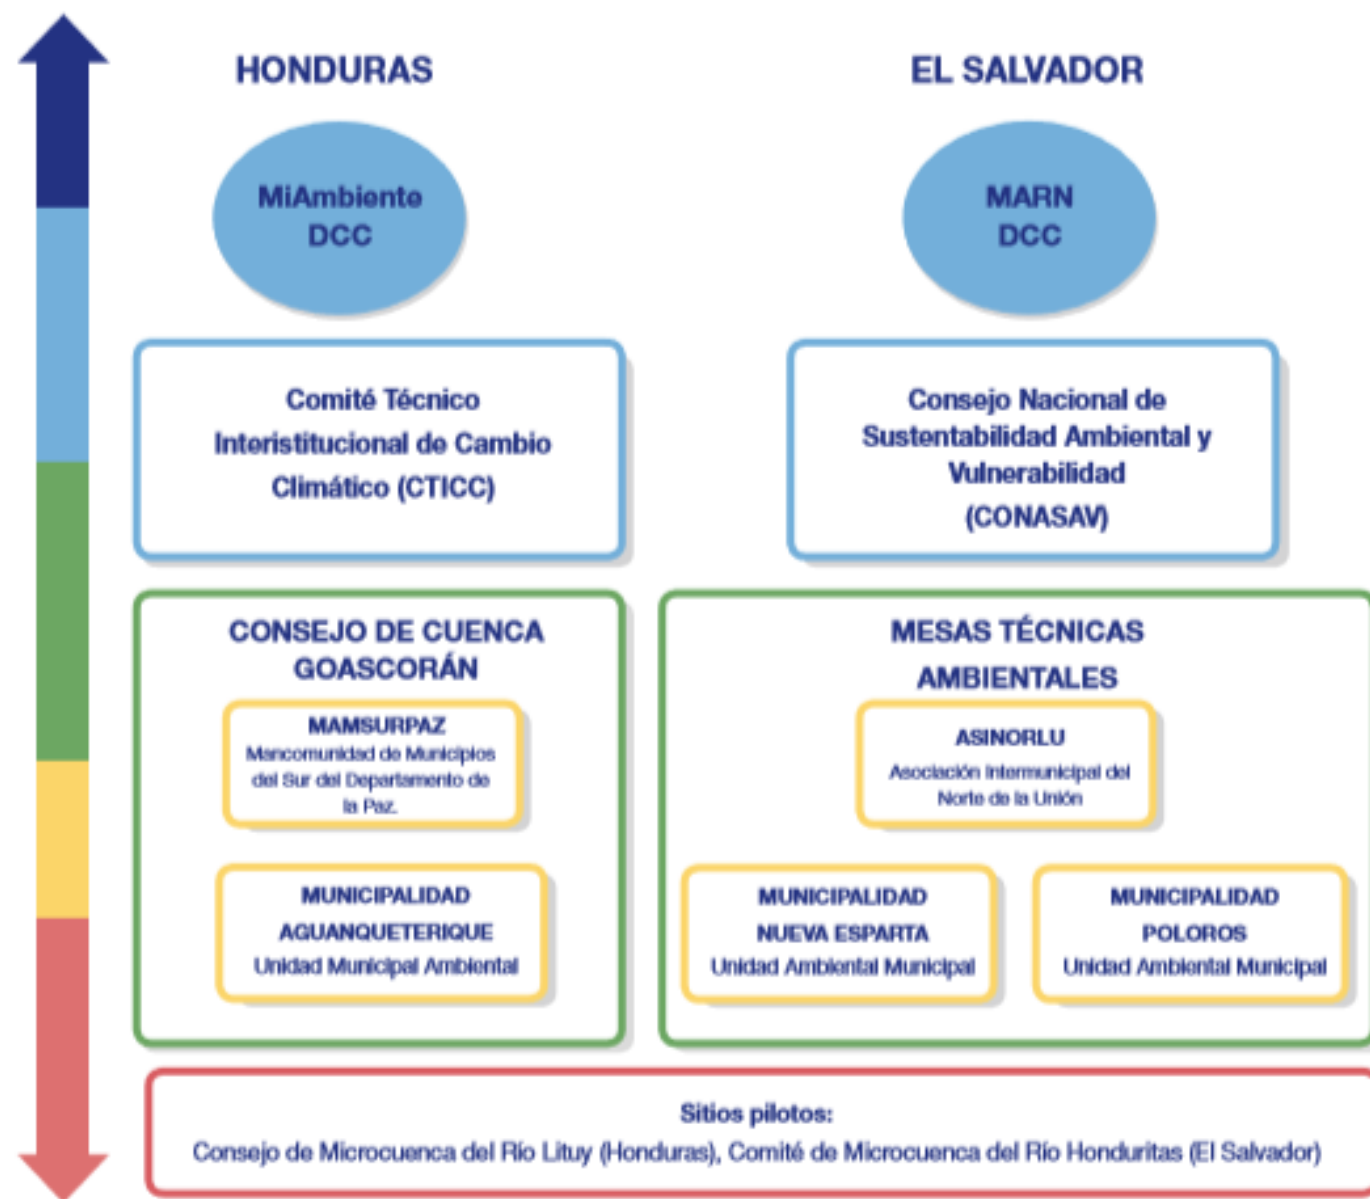 HONDURAS
EL SALVADOR
MiAmbiente
DCC
MARN
DCC
Comité Técnico
Interistitucional de Cambio
Climático (CTICC)
Consejo Nacional de
Sustentabilidad Ambiental y
Vulnerabilidad
(CONASAV)
CONSEJO DE CUENCA
GOASCORÁN
MAMSURPAZ
Mancomunidad de Municipios
del Sur del Departamento de
la Paz.
MUNICIPALIDAD
AGUANQUETERIQUE
Unidad Municipal Ambiental
MESAS TÉCNICAS
AMBIENTALES
ASINORLU
Asociación Intermunicipal del
Norte de la Unión
MUNICIPALIDAD
NUEVA ESPARTA
Unidad Ambiental Municipal
MUNICIPALIDAD
POLOROS
Unidad Ambiental Municipal
Sitios pilotos:
Consejo de Microcuenca del Río Lituy (Honduras), Comité de Microcuenca del Río Honduritas (El Salvador)